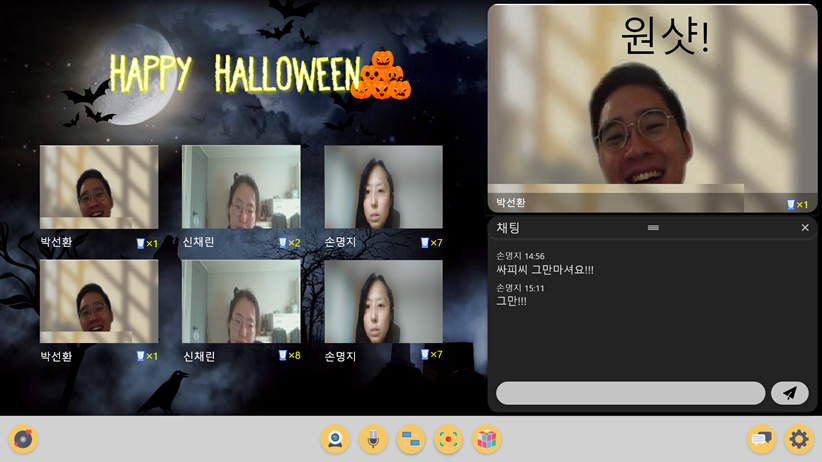 HAPPY HALLOWEEN
박선환 ×1
신채린 ×2
손명지 ×7
박선환 ×1
신채린 ×8
손명지 ×7
원샷!
박선환 ×1
채팅
손명지 14:56
싸피씨 그만마셔요!!!
손명지 15:11
그만!!!